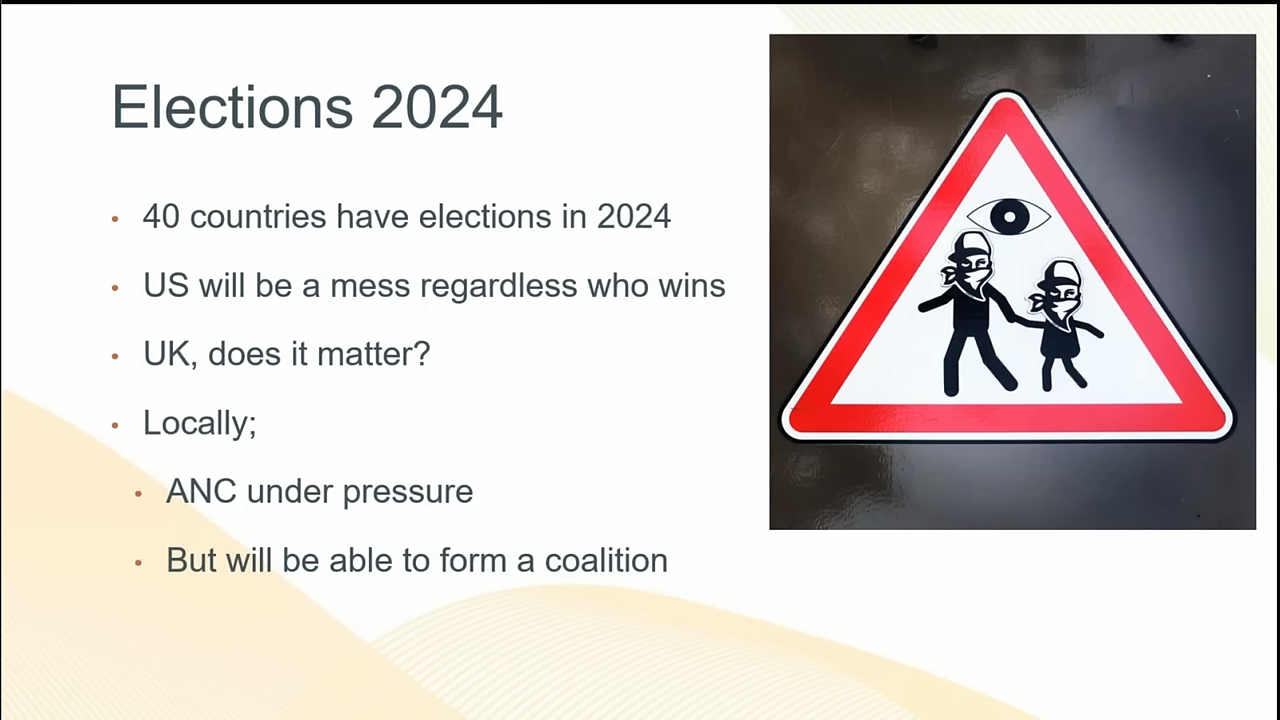 Elections 2024
• 40 countries have elections in 2024
• US will be a mess regardless who wins
• UK, does it matter?
• Locally;
• ANC under pressure
• But will be able to form a coalition